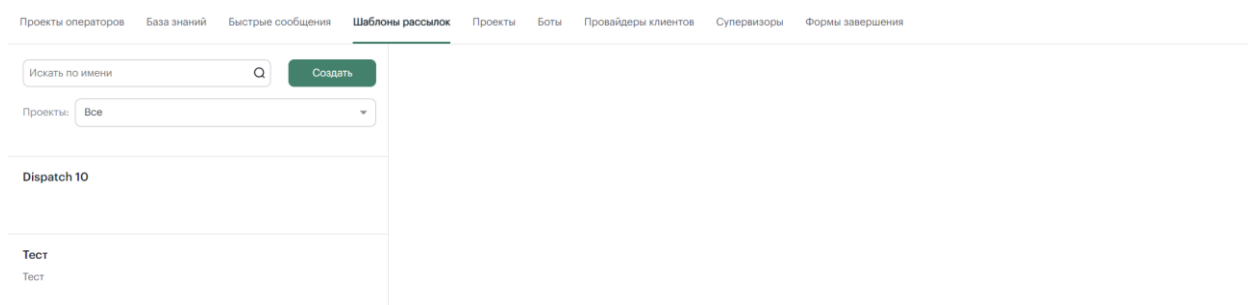 Проекты операторов База знаний Быстрые сообщения Шаблоны рассылок Проекты Боты Провайдеры клиентов Супервизоры Формы завершения
Искать по имени Создать
Проекты: Все
Dispatch 10
Тест
Тест